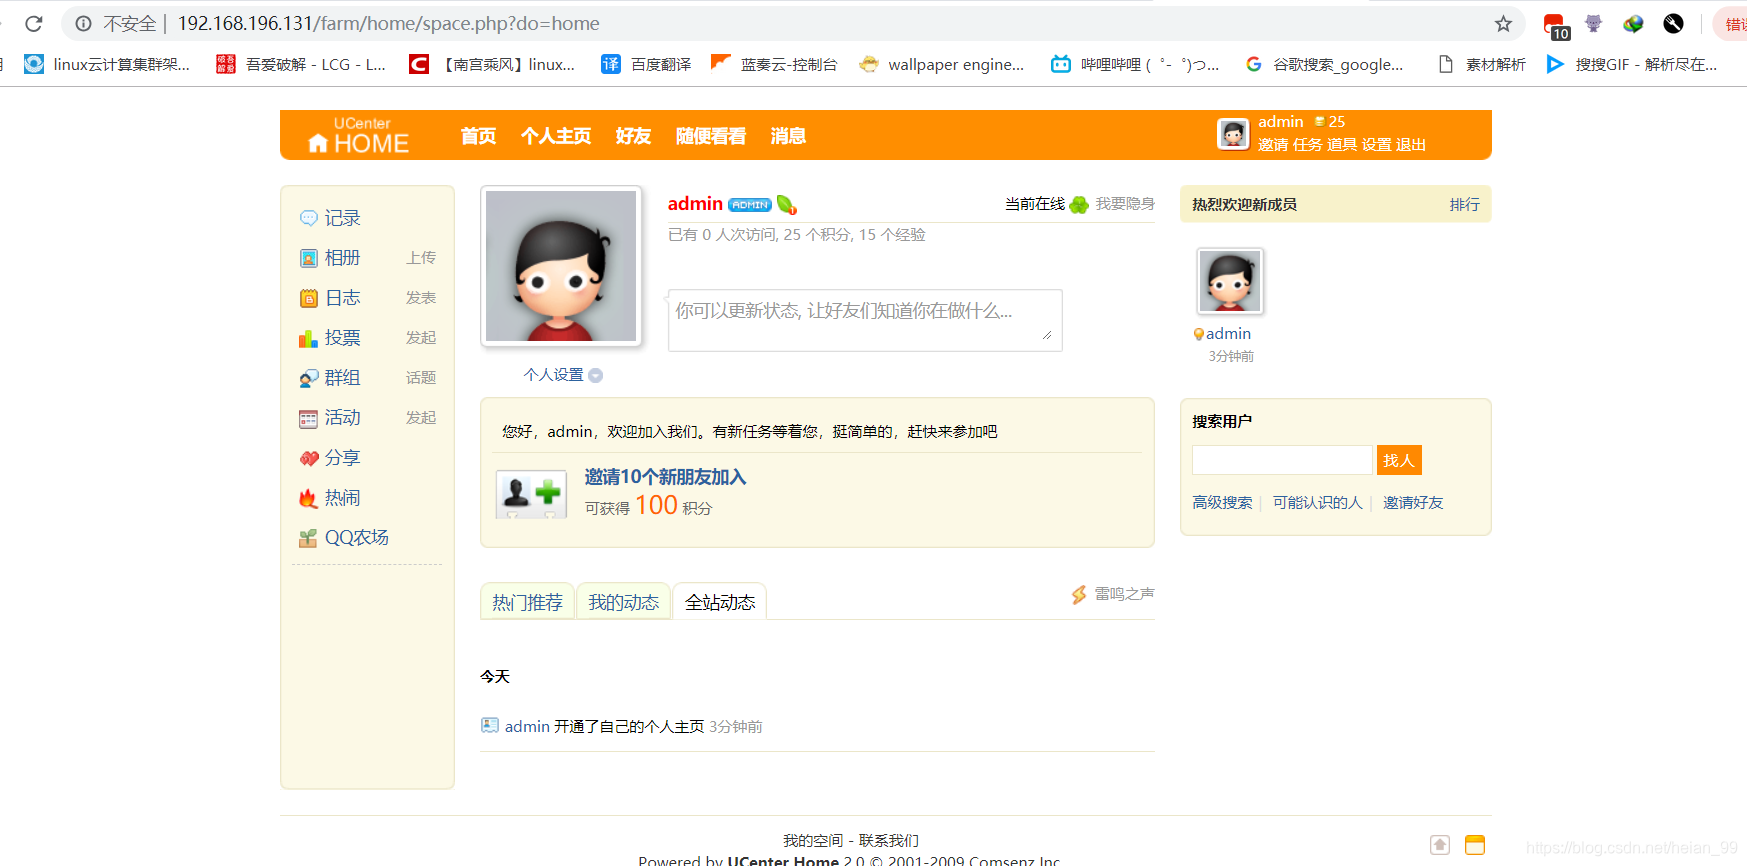 不安全 | 192.168.196.131/farm/home/space.php?do=home
10
linux云计算集群架...
吾爱破解 - LCG - L...
【南宫乘风】linux...
百度翻译
蓝奏云-控制台
wallpaper engine...
哔哩哔哩 (゜-゜)つ...
谷歌搜索_google...
素材解析
搜搜GIF - 解析尽在...
UCenter
HOME
首页 个人主页 好友 随便看看 消息
admin 25
邀请 任务 道具 设置 退出
记录
相册 上传
日志 发表
投票 发起
群组 话题
活动 发起
分享
热闹
QQ农场
admin ADMIN
当前在线 我要隐身
已有 0 人次访问, 25 个积分, 15 个经验
你可以更新状态, 让好友们知道你在做什么...
个人设置
您好，admin，欢迎加入我们。有新任务等着您，挺简单的，赶快来参加吧
邀请10个新朋友加入
可获得 100 积分
热门推荐 我的动态 全站动态
雷鸣之声
今天
admin 开通了自己的个人主页 3分钟前
热烈欢迎新成员 排行
admin
3分钟前
搜索用户
找人
高级搜索 | 可能认识的人 | 邀请好友
我的空间 - 联系我们
Powered by UCenter Home 2.0 © 2001-2009 Comsenz Inc.
https://blog.csdn.net/heian_99